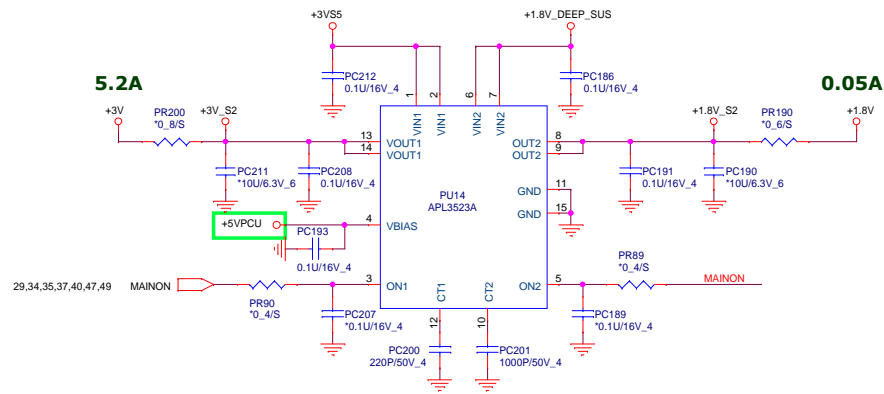 +3VS5
+1.8V_DEEP_SUS
PC212
0.1U/16V_4
PC186
0.1U/16V_4
5.2A
0.05A
1
2
6
7
VIN1
VIN1
VIN2
VIN2
+3V
PR200
*0_8/S
+3V_S2
+1.8V_S2
PR190
*0_6/S
+1.8V
13
VOUT1
14
VOUT1
OUT2
8
OUT2
9
PC211
*10U/6.3V_6
PC208
0.1U/16V_4
PC191
0.1U/16V_4
PC190
*10U/6.3V_6
PU14
APL3523A
GND
11
GND
15
+5VPCU
4
VBIAS
PC193
0.1U/16V_4
29,34,35,37,40,47,49
MAINON
PR90
*0_4/S
3
ON1
ON2
5
PR89
*0_4/S
MAINON
CT1
CT2
PC207
*0.1U/16V_4
PC189
*0.1U/16V_4
12
10
PC200
220P/50V_4
PC201
1000P/50V_4